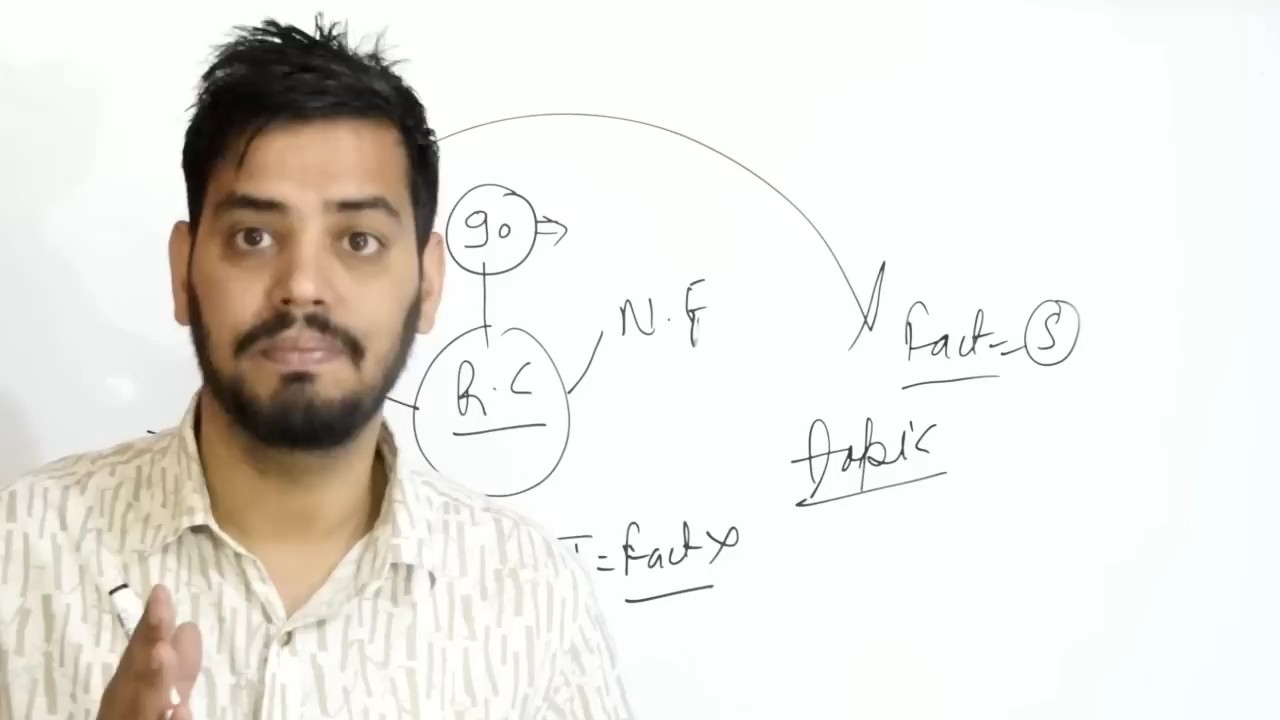 90
N.F
R.C
Fact = S
Topic
I = Fact x